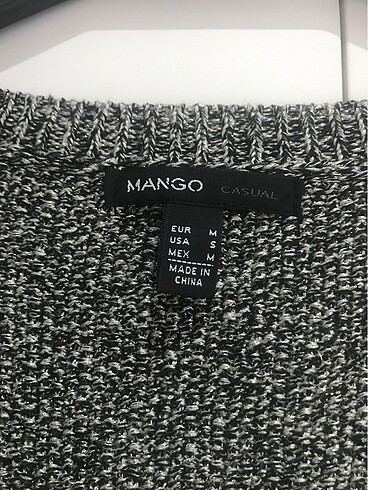 MANGO CASUAL
EUR M
USA S
MEX M
MADE IN
CHINA